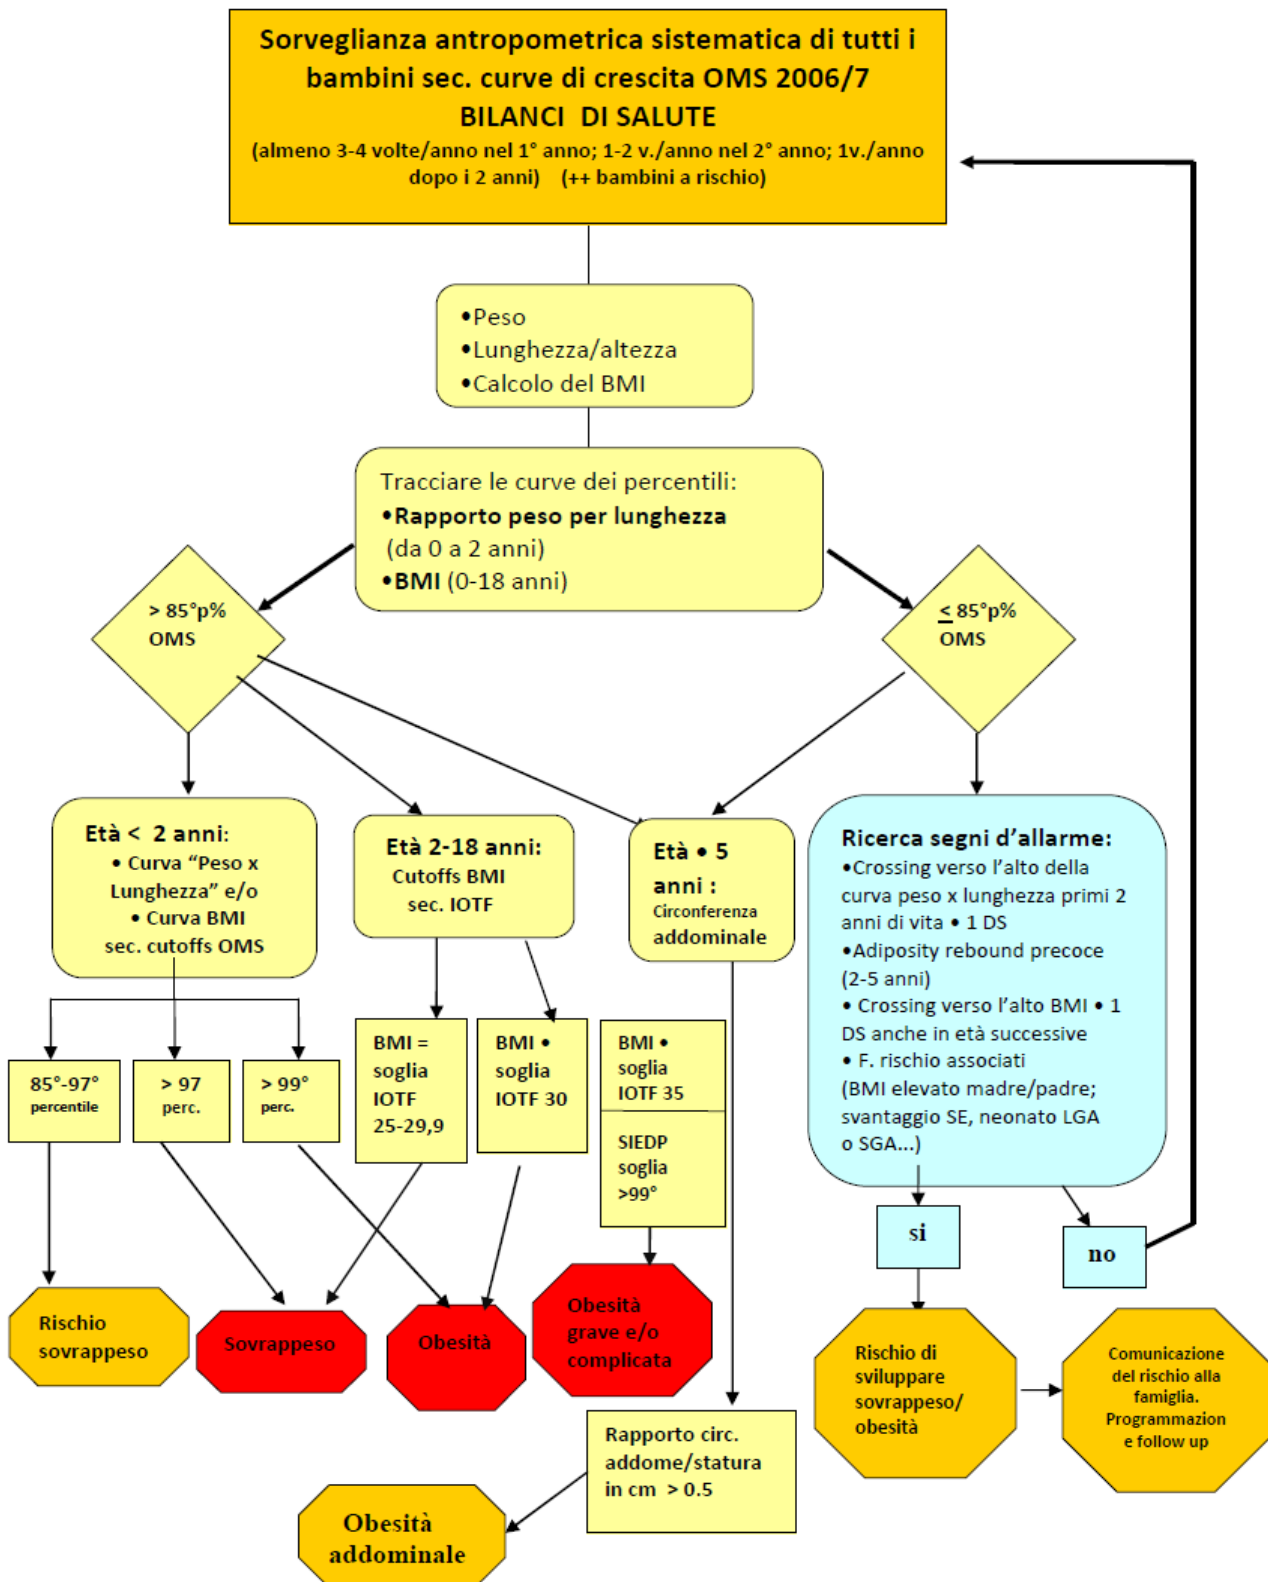 Sorveglianza antropometrica sistematica di tutti i
bambini sec. curve di crescita OMS 2006/7
BILANCI DI SALUTE
(almeno 3-4 volte/anno nel 1° anno; 1-2 v./anno nel 2° anno; 1v./anno
dopo i 2 anni) (++ bambini a rischio)
•Peso
•Lunghezza/altezza
•Calcolo del BMI
Tracciare le curve dei percentili:
•Rapporto peso per lunghezza
(da 0 a 2 anni)
•BMI (0-18 anni)
> 85°p%
OMS
≤ 85°p%
OMS
Età < 2 anni:
• Curva “Peso x
Lunghezza” e/o
• Curva BMI
sec. cutoffs OMS
Età 2-18 anni:
Cutoffs BMI
sec. IOTF
Età • 5
anni :
Circonferenza
addominale
Ricerca segni d’allarme:
•Crossing verso l’alto della
curva peso x lunghezza primi 2
anni di vita • 1 DS
•Adiposity rebound precoce
(2-5 anni)
• Crossing verso l’alto BMI • 1
DS anche in età successive
• F. rischio associati
(BMI elevato madre/padre;
svantaggio SE, neonato LGA
o SGA...)
85°-97°
percentile
> 97
perc.
> 99°
perc.
BMI =
soglia
IOTF
25-29,9
BMI •
soglia
IOTF 30
BMI •
soglia
IOTF 35
SIEDP
soglia
>99°
si
no
Rischio
sovrappeso
Sovrappeso
Obesità
Obesità
grave e/o
complicata
Rischio di
sviluppare
sovrappeso/
obesità
Comunicazione
del rischio alla
famiglia.
Programmazion
e follow up
Rapporto circ.
addome/statura
in cm > 0.5
Obesità
addominale